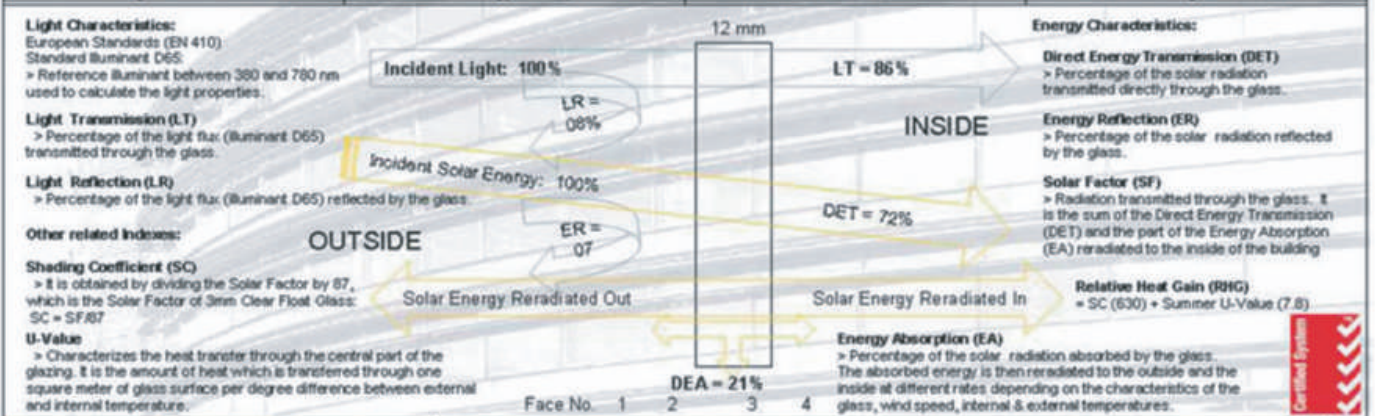 Light Characteristics:
European Standards (EN 410)
Standard Illuminant D65:
> Reference illuminant between 380 and 780 nm
used to calculate the light properties.
Light Transmission (LT)
> Percentage of the light flux (illuminant D65)
transmitted through the glass.
Light Reflection (LR)
> Percentage of the light flux (illuminant D65) reflected by the glass.
Other related Indexes:
Shading Coefficient (SC)
> It is obtained by dividing the Solar Factor by 87,
which is the Solar Factor of 3mm Clear Float Glass:
SC = SF/87
U-Value
> Characterizes the heat transfer through the central part of the
glazing. It is the amount of heat which is transferred through one
square meter of glass surface per degree difference between external
and internal temperature.
12 mm
Incident Light: 100%
LT = 86%
LR =
08%
INSIDE
Incident Solar Energy: 100%
DET = 72%
ER =
07
OUTSIDE
Solar Energy Reradiated Out
Solar Energy Reradiated In
DEA = 21%
Face No. 1 2 3 4
Energy Characteristics:
Direct Energy Transmission (DET)
> Percentage of the solar radiation
transmitted directly through the glass.
Energy Reflection (ER)
> Percentage of the solar radiation reflected
by the glass.
Solar Factor (SF)
> Radiation transmitted through the glass. It
is the sum of the Direct Energy Transmission
(DET) and the part of the Energy Absorption
(EA) reradiated to the inside of the building
Relative Heat Gain (RHG)
= SC (630) + Summer U-Value (7.8)
Energy Absorption (EA)
> Percentage of the solar radiation absorbed by the glass.
The absorbed energy is then reradiated to the outside and the
inside at different rates depending on the characteristics of the
glass, wind speed, internal & external temperatures.
Certified System